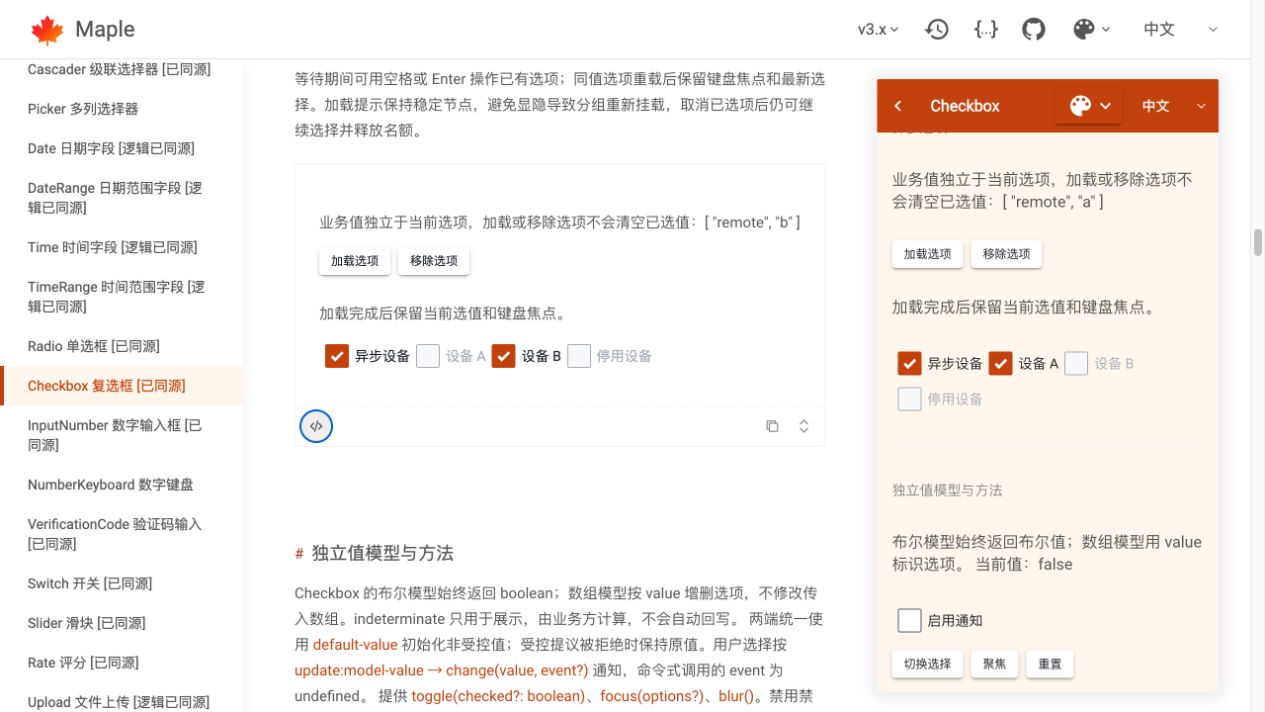 Maple
v3.x
{...}
中文
Cascader 级联选择器 [已同源]
Picker 多列选择器
Date 日期字段 [逻辑已同源]
DateRange 日期范围字段 [逻
辑已同源]
Time 时间字段 [逻辑已同源]
TimeRange 时间范围字段 [逻
辑已同源]
Radio 单选框 [已同源]
Checkbox 复选框 [已同源]
InputNumber 数字输入框 [已
同源]
NumberKeyboard 数字键盘
VerificationCode 验证码输入
[已同源]
Switch 开关 [已同源]
Slider 滑块 [已同源]
Rate 评分 [已同源]
Upload 文件上传 [逻辑已同源]
等待期间可用空格或 Enter 操作已有选项；同值选项重载后保留键盘焦点和最新选
择。加载提示保持稳定节点，避免显隐导致分组重新挂载，取消已选项后仍可继
续选择并释放名额。
业务值独立于当前选项，加载或移除选项不会清空已选值：[ "remote", "b" ]
加载选项 移除选项
加载完成后保留当前选值和键盘焦点。
异步设备 设备 A 设备 B 停用设备
</>
# 独立值模型与方法
Checkbox 的布尔模型始终返回 boolean；数组模型按 value 增删选项，不修改传
入数组。indeterminate 只用于展示，由业务方计算，不会自动回写。 两端统一使
用 default-value 初始化非受控值；受控提议被拒绝时保持原值。用户选择按
update:model-value → change(value, event?) 通知，命令式调用的 event 为
undefined。 提供 toggle(checked?: boolean)、focus(options?)、blur()。禁用禁
Checkbox
中文
业务值独立于当前选项，加载或移除选项不
会清空已选值：[ "remote", "a" ]
加载选项 移除选项
加载完成后保留当前选值和键盘焦点。
异步设备 设备 A 设备 B
停用设备
独立值模型与方法
布尔模型始终返回布尔值；数组模型用 value
标识选项。 当前值：false
启用通知
切换选择 聚焦 重置